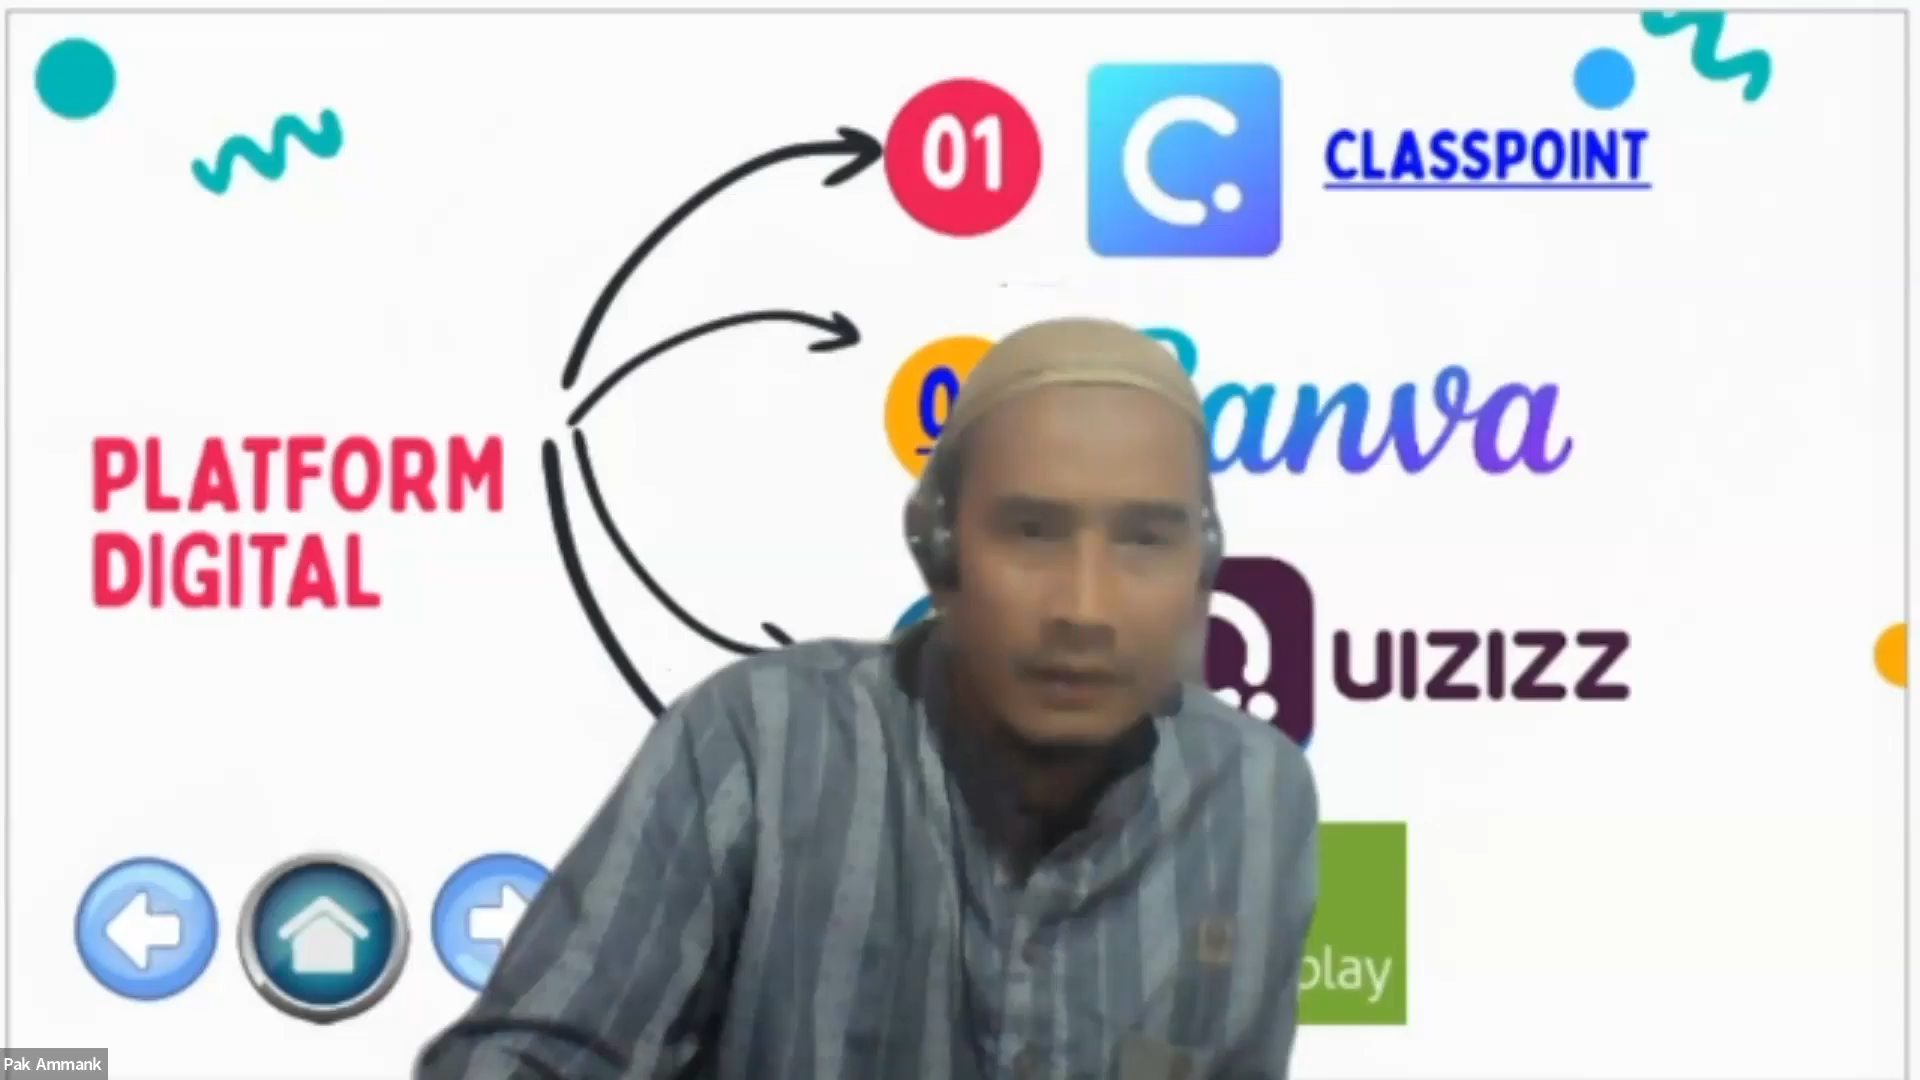 01
CLASSPOINT
anva
PLATFORM
DIGITAL
UIZIZZ
play
Pak Ammank